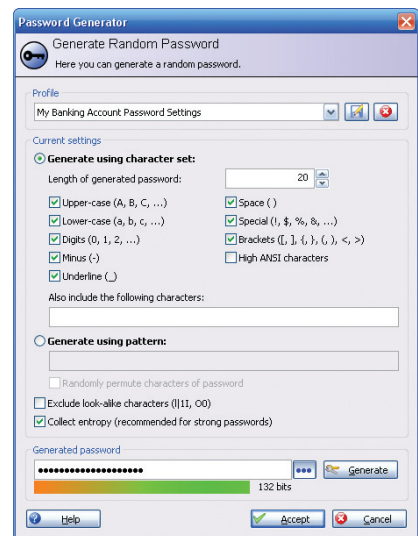 Password Generator
Generate Random Password
Here you can generate a random password.
Profile
My Banking Account Password Settings
Current settings
Generate using character set:
Length of generated password: 20
Upper-case (A, B, C, ...) Space ( )
Lower-case (a, b, c, ...) Special (!, $, %, &, ...)
Digits (0, 1, 2, ...) Brackets ([, ], {, }, (, ), <, >)
Minus (-) High ANSI characters
Underline (_)
Also include the following characters:
Generate using pattern:
Randomly permute characters of password
Exclude look-alike characters (l|1I, O0)
Collect entropy (recommended for strong passwords)
Generated password
●●●●●●●●●●●●●●●●●●●● ●●● Generate
132 bits
Help Accept Cancel